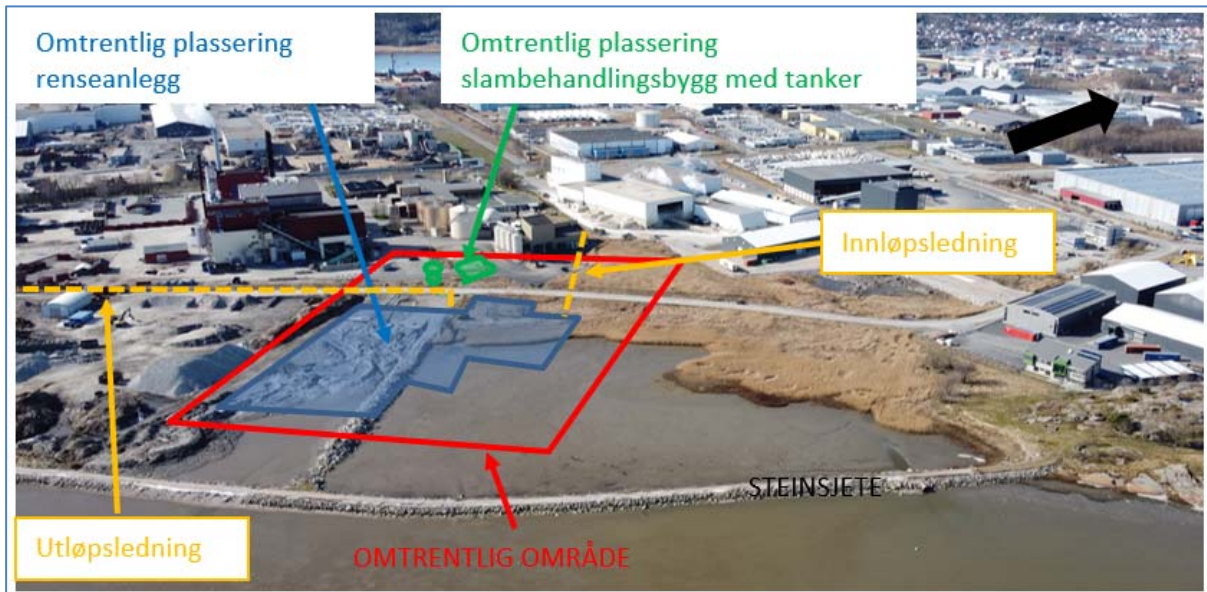 Omtrentlig plassering
renseanlegg
Omtrentlig plassering
slambehandlingsbygg med tanker
Innløpsledning
STEINSJETE
Utløpsledning
OMTRENTLIG OMRÅDE